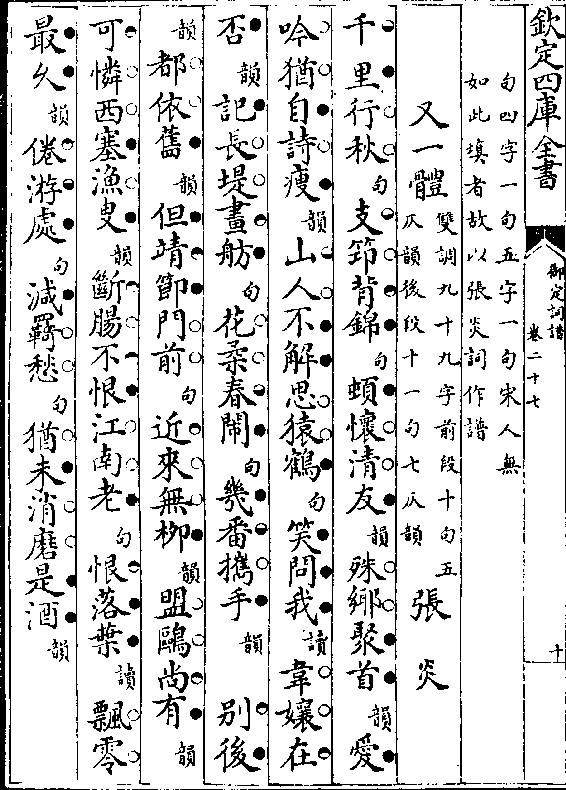 欽定四庫全書
御定詞譜
卷二十七
十
句四字一句五字一句宋人無
如此填者故以張炎詞作譜
又一體 雙調九十九字前段十句五
仄韻後段十一句七仄韻 張炎
千里行秋句支筇背錦句頓懷清友韻殊鄉聚首韻愛
吟猶自詩瘦韻山人不解思猿鶴句笑問我讀韋孃在
否韻記長堤畫舫句花柔春鬧句幾番攜手韻 别後
韻都依舊韻但靖節門前句近來無柳韻盟鷗尚有韻
可憐西塞漁叟韻斷腸不恨江南老句恨落葉讀飄零
最久韻倦游處句減羈愁句猶未消磨是酒韻